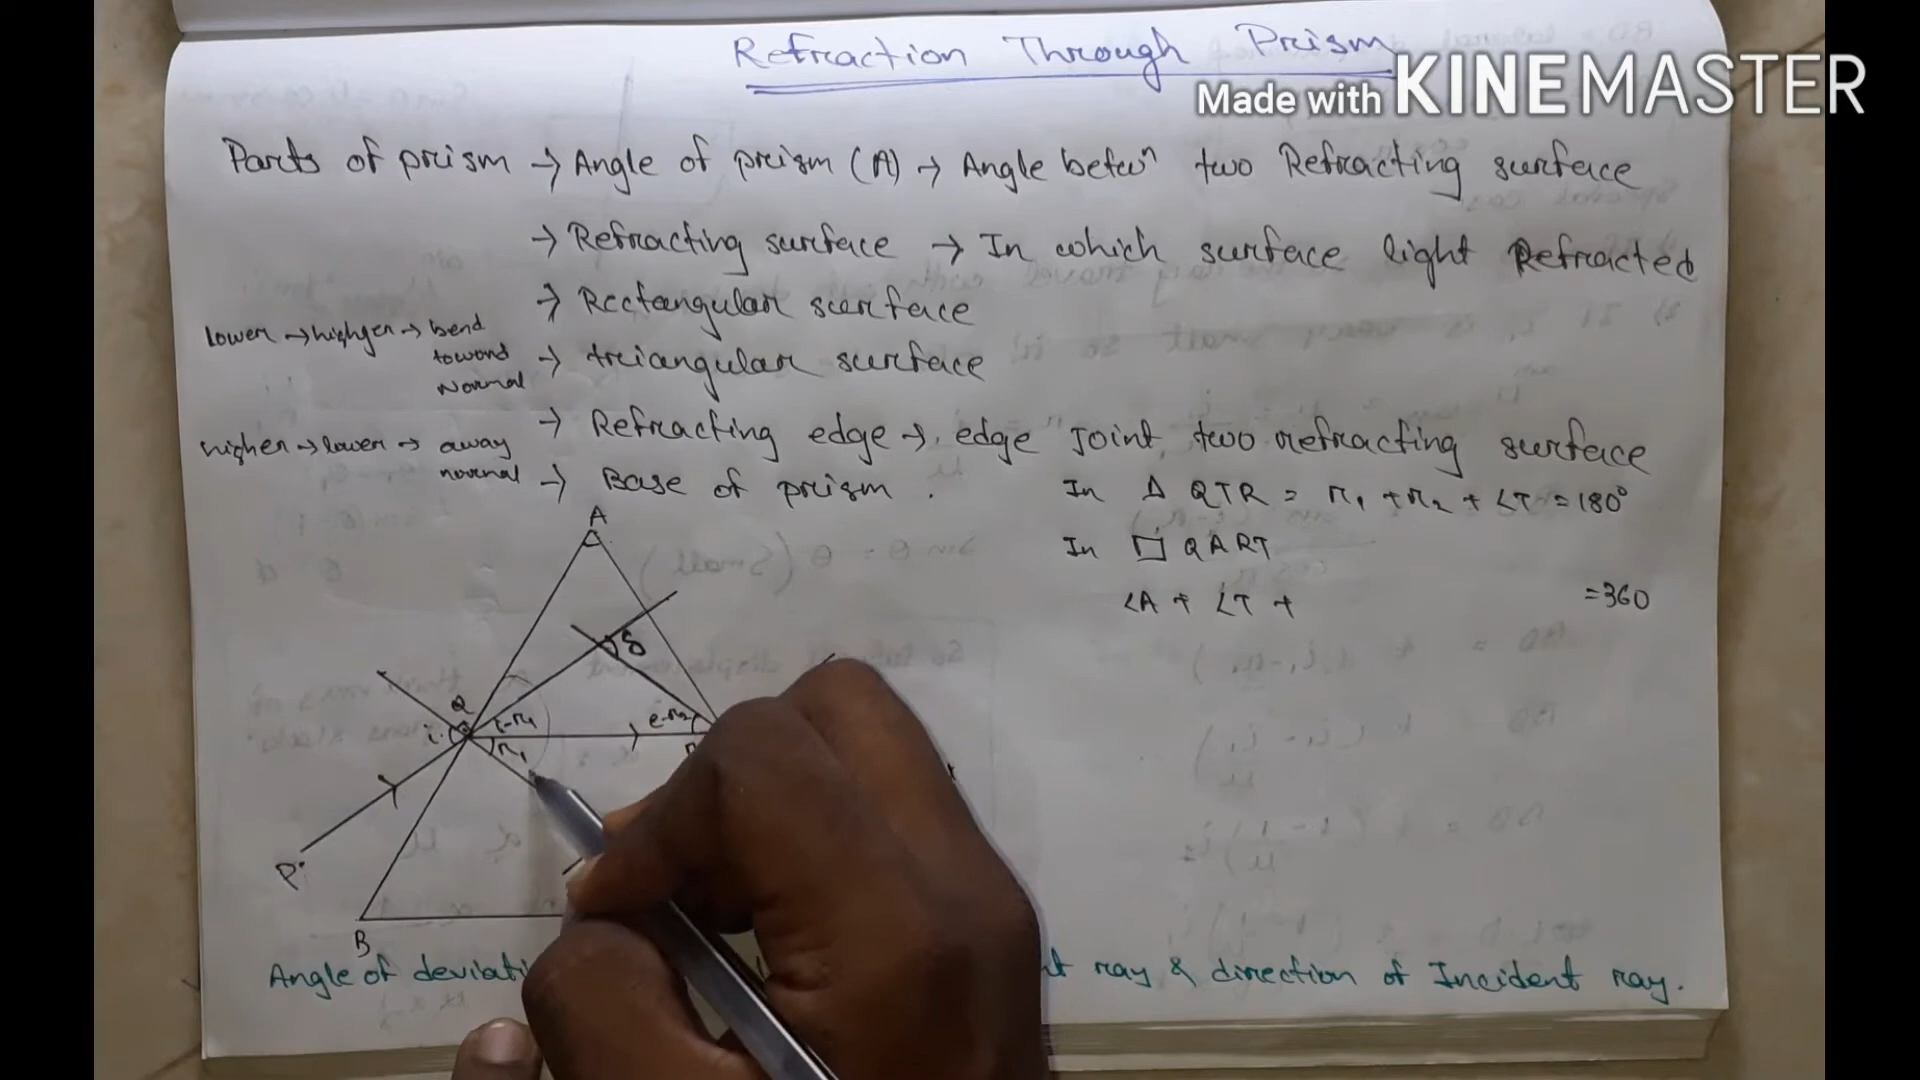 Refraction Through Prism
Made with KINEMASTER
Parts of prism → Angle of prism (A) → Angle betwⁿ two Refracting surface
→ Refracting surface → In which surface light Refracted
→ Rectangular surface
lower → highger → bend toword Normal
→ triangular surface
→ Refracting edge → edge Joint two refracting surface
higher → lower → away normal
→ Base of prism.
In Δ QTR = r₁ + r₂ + ∠T = 180°
In □ QART
∠A + ∠T + =360
A
δ
Q
i
i-r₁
e-r₂
r₁
P
B
Angle of deviati
ray & direction of Incident ray.